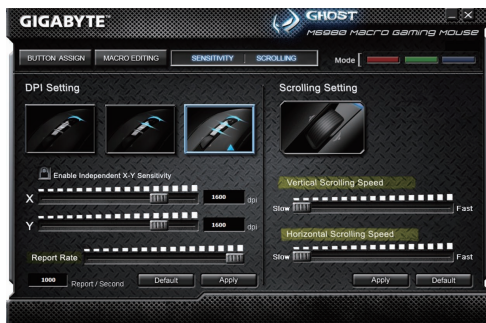 GIGABYTE™
GHOST
M6980 Macro Gaming Mouse
BUTTON ASSIGN
MACRO EDITING
SENSITIVITY
SCROLLING
Mode
DPI Setting
Scrolling Setting
Enable Independent X-Y Sensitivity
X
1600 dpi
Y
1600 dpi
Report Rate
1000 Report / Second
Default
Apply
Vertical Scrolling Speed
Slow
Fast
Horizontal Scrolling Speed
Slow
Fast
Apply
Default